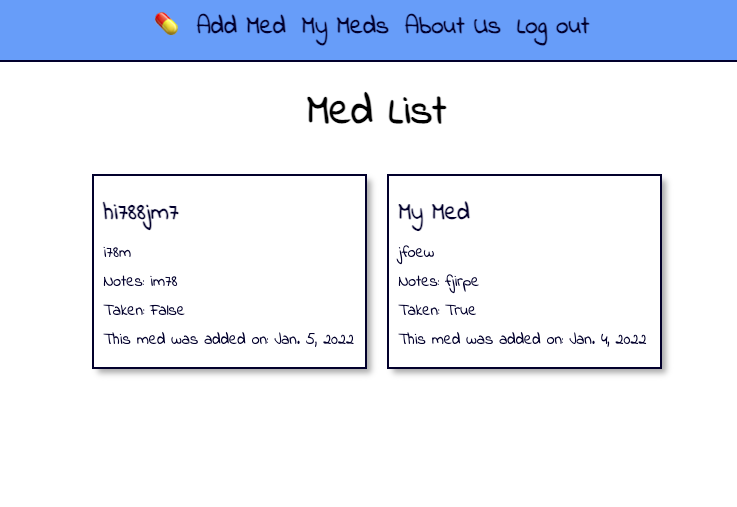 Add Med My Meds About Us Log out
Med List
hi788jm7
i78m
Notes: im78
Taken: False
This med was added on: Jan. 5, 2022
My Med
jfoew
Notes: fjirpe
Taken: True
This med was added on: Jan. 4, 2022